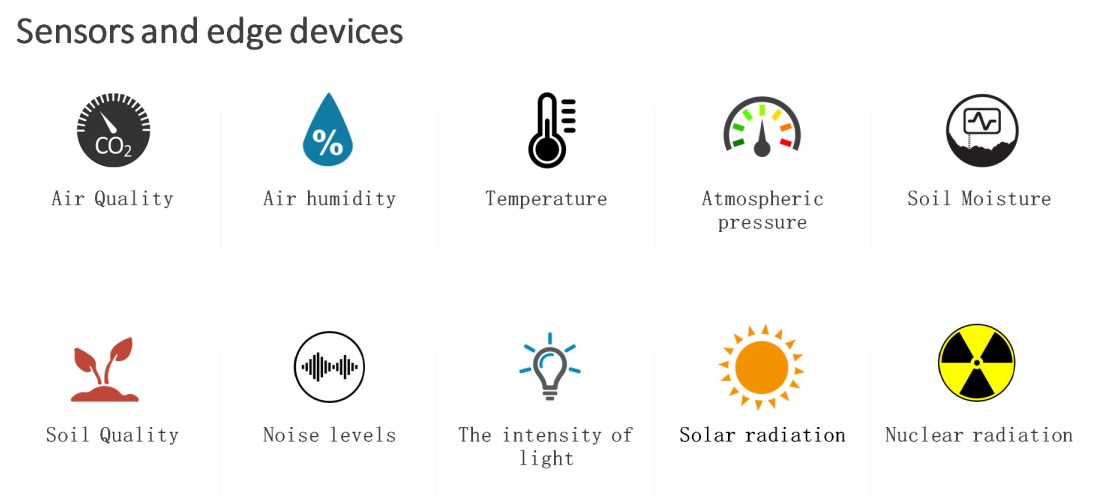 Sensors and edge devices
CO₂
%
Air Quality
Air humidity
Temperature
Atmospheric
pressure
Soil Moisture
Soil Quality
Noise levels
The intensity of
light
Solar radiation
Nuclear radiation